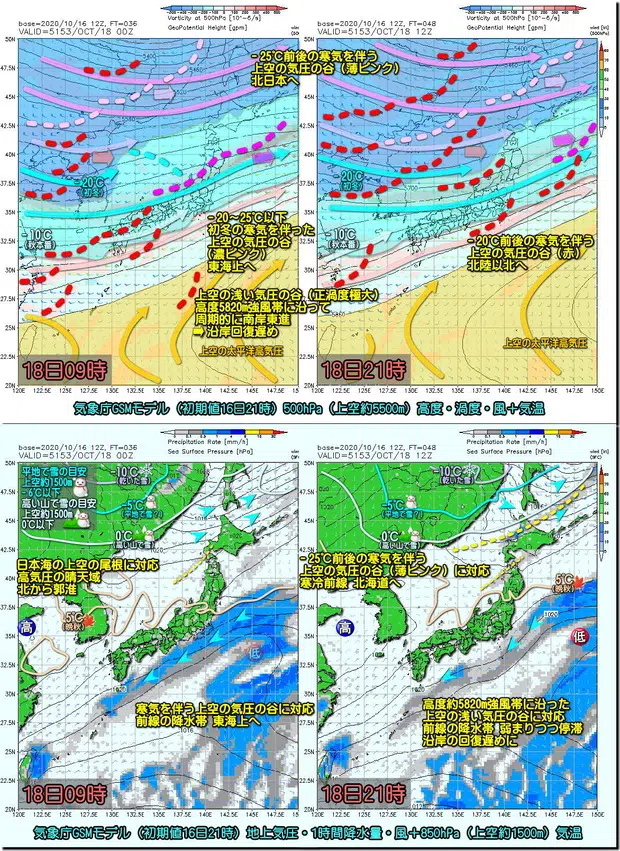 base=2020/10/16 12Z, FT=036
VALID=5153/OCT/18 00Z
Vorticity at 500hPa [10^-6/s]
GeoPotential Height [gpm]
-25℃前後の寒気を伴う
上空の気圧の谷（薄ピンク）
北日本へ
-20℃
(初冬)
-10℃
(秋本番)
-20～25℃以下
初冬の寒気を伴った
上空の気圧の谷
（濃ピンク）
東海上へ
上空の浅い気圧の谷（正渦度極大）
高度5820m強風帯に沿って
周期的に南岸東進
➡沿岸回復遅め
上空の太平洋高気圧
18日09時
base=2020/10/16 12Z, FT=048
VALID=5153/OCT/18 12Z
Vorticity at 500hPa [10^-6/s]
GeoPotential Height [gpm]
-20℃
(初冬)
-10℃
(秋本番)
-20℃前後の寒気を伴う
上空の気圧の谷（赤）
北陸以北へ
上空の太平洋高気圧
18日21時
気象庁GSMモデル（初期値16日21時）500hPa（上空約5500m）高度・渦度・風＋気温
base=2020/10/16 12Z, FT=036
VALID=5153/OCT/18 00Z
Precipitation Rate [mm/h]
Sea Surface Pressure [hPa]
平地で雪の目安
上空約1500m
-6℃以下
高い山で雪の目安
上空約1500m
0℃以下
-10℃
(乾いた雪)
-5℃
(平地で雪?)
0℃
(高い山で雪)
日本海の上空の尾根に対応
高気圧の晴天域
北から郭淮
5℃
(晩秋)
高
低
寒気を伴う上空の気圧の谷に対応
前線の降水帯 東海上へ
18日09時
base=2020/10/16 12Z, FT=048
VALID=5153/OCT/18 12Z
Precipitation Rate [mm/h]
Sea Surface Pressure [hPa]
-10℃
(乾いた雪)
-5℃
(平地で雪?)
0℃
(高い山で雪)
-25℃前後の寒気を伴う
上空の気圧の谷（薄ピンク）に対応
寒冷前線 北海道へ
5℃
(晩秋)
高
低
高度約5820m強風帯に沿った
上空の浅い気圧の谷に対応
前線の降水帯 弱まりつつ停滞
沿岸の回復遅めに
18日21時
気象庁GSMモデル（初期値16日21時）地上気圧・1時間降水量・風＋850hPa（上空約1500m）気温